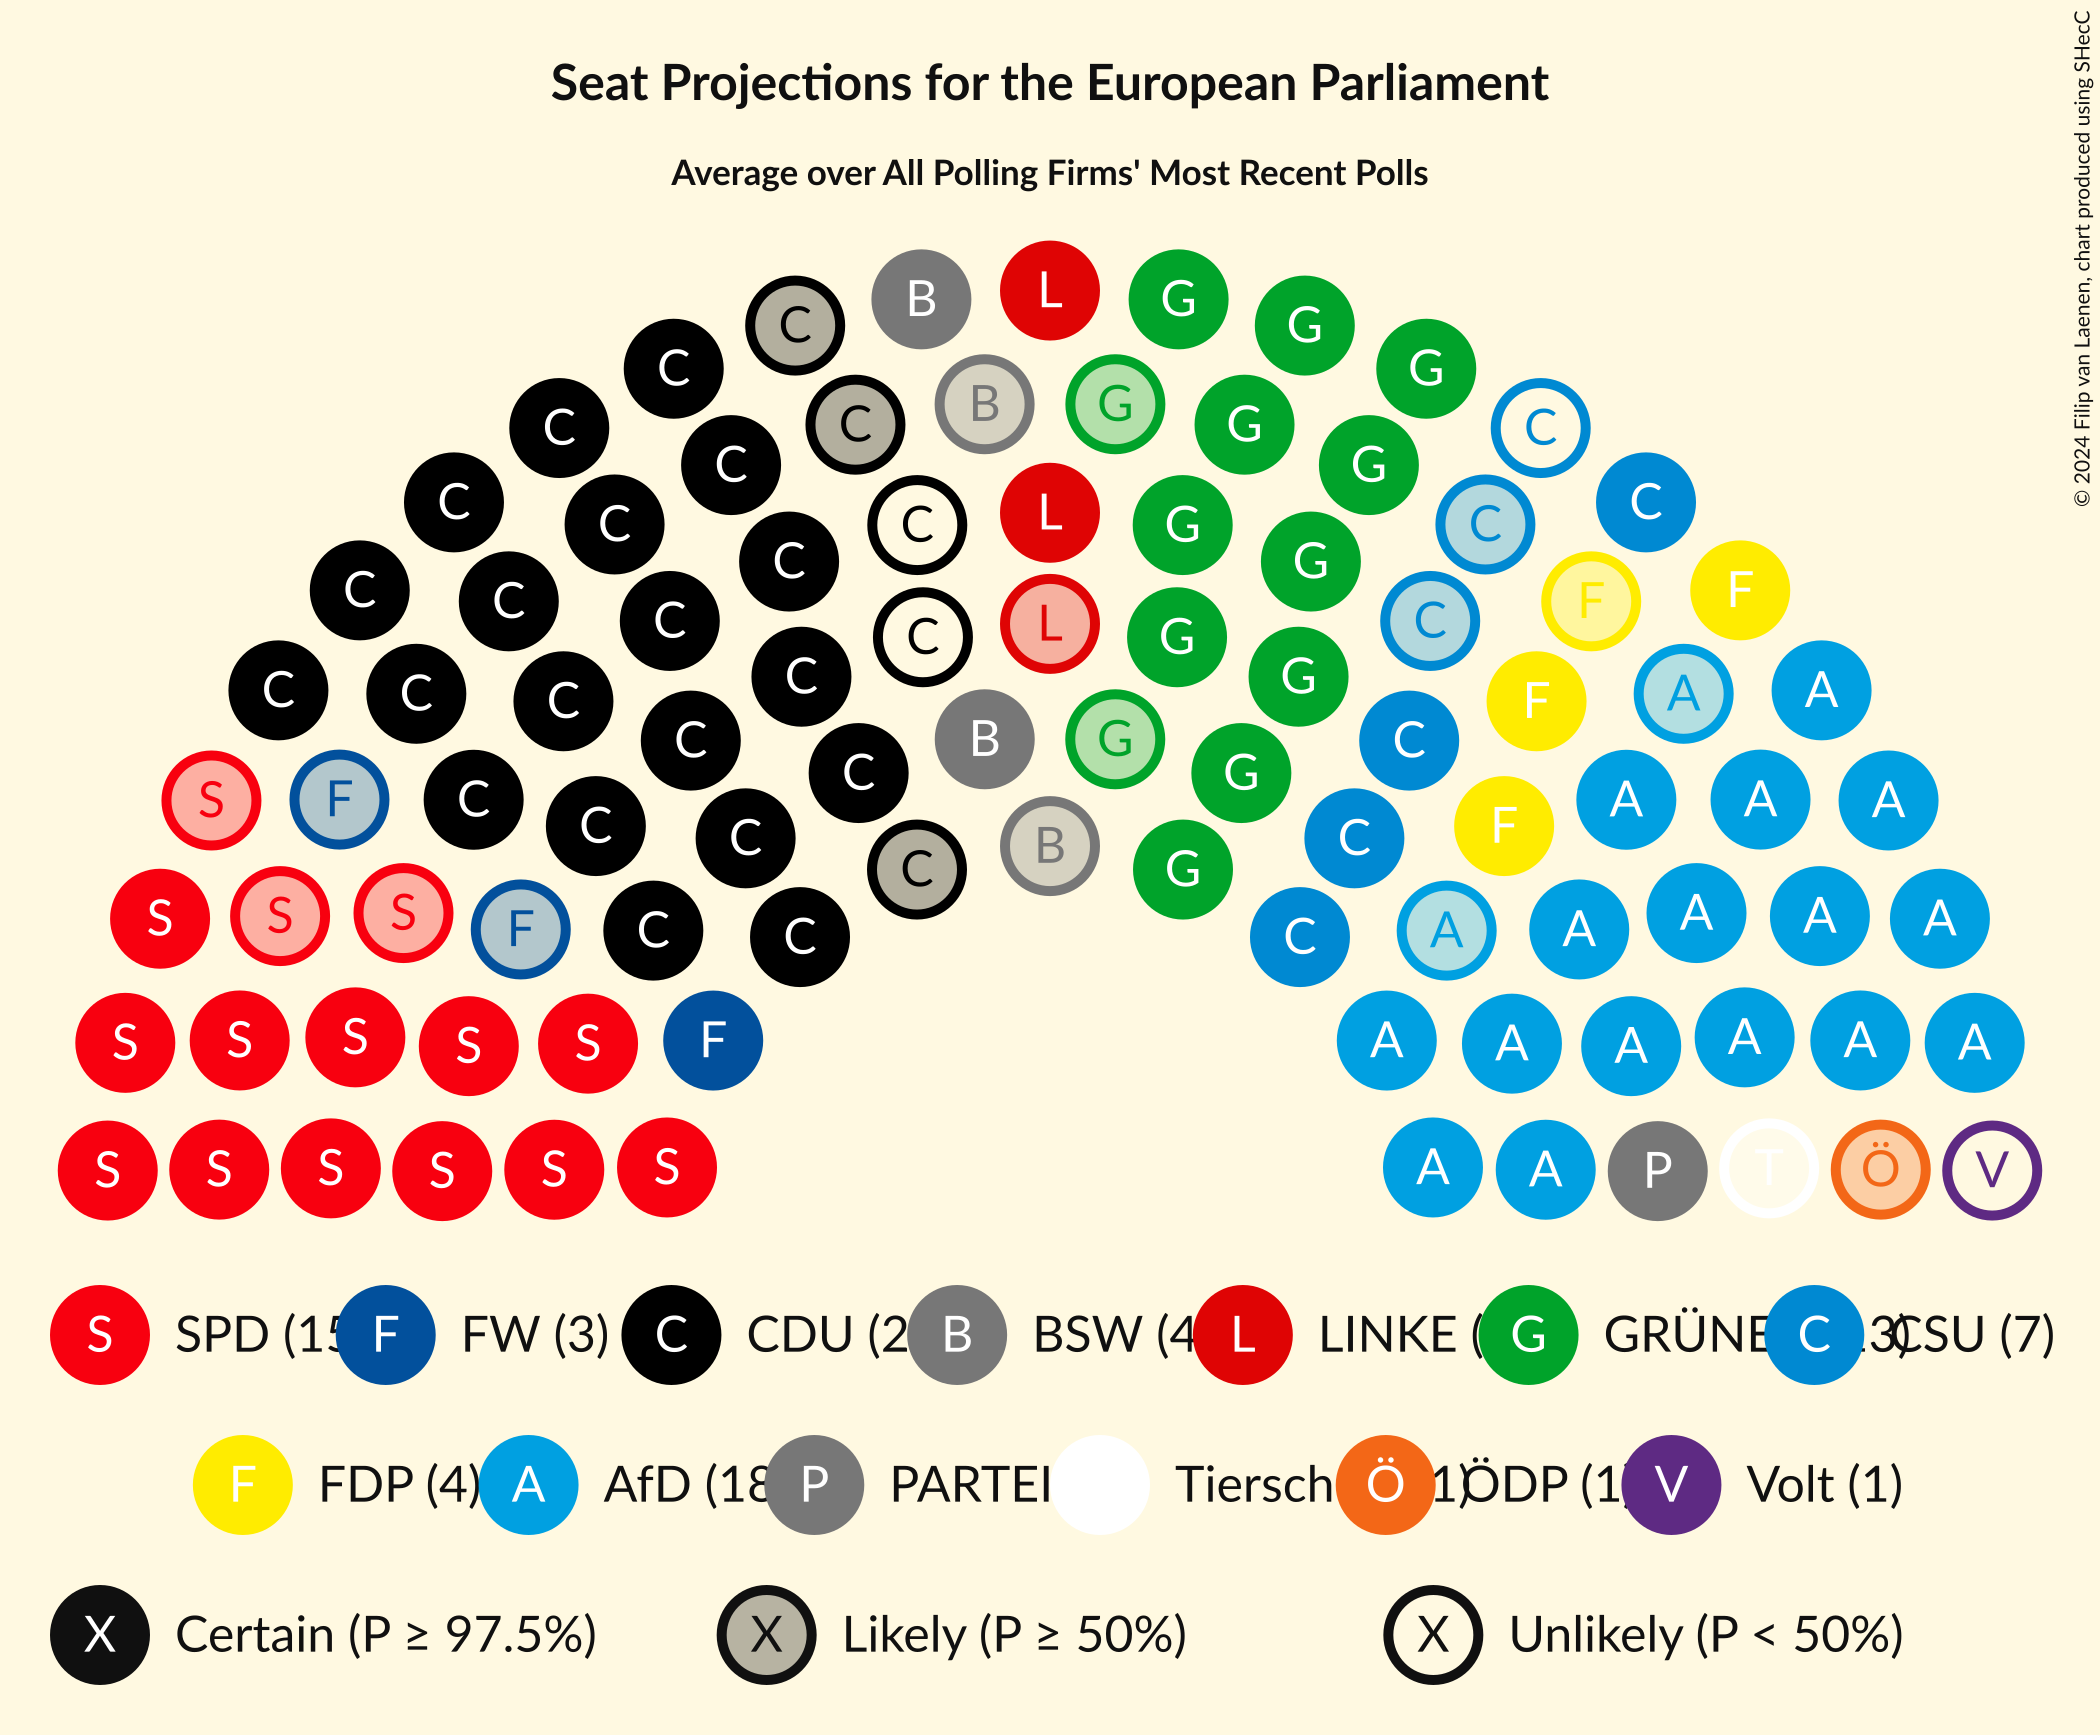 Seat Projections for the European Parliament
Average over All Polling Firms' Most Recent Polls
© 2024 Filip van Laenen, chart produced using SHecC
B L G
C G
C G
B G
C C G C
C G
C L C
C C G C
C G
C C F F
C L C
C G
C C C C G F A A
C B G C
C G
S F C A A A
C F
C B C
C G
S S S F C C C A A A A A
S S S S S F A A A A A A
S S S S S S A A P T Ö V
S SPD (15 F FW (3) C CDU (2 B BSW (4 L LINKE ( G GRÜNE 3) C CSU (7)
F FDP (4) A AfD (18 P PARTEI Tiersch 1) Ö ÖDP (1) V Volt (1)
X Certain (P ≥ 97.5%) X Likely (P ≥ 50%) X Unlikely (P < 50%)